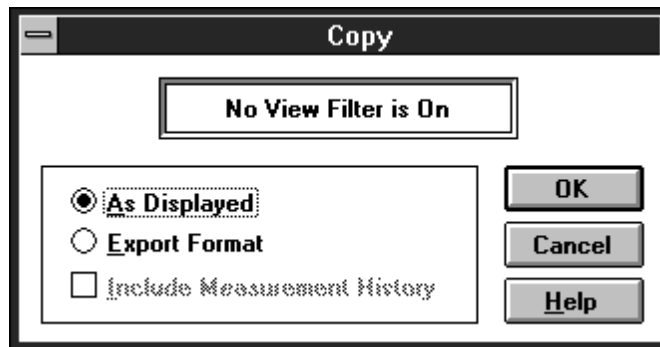 Copy
No View Filter is On
As Displayed
Export Format
Include Measurement History
OK
Cancel
Help